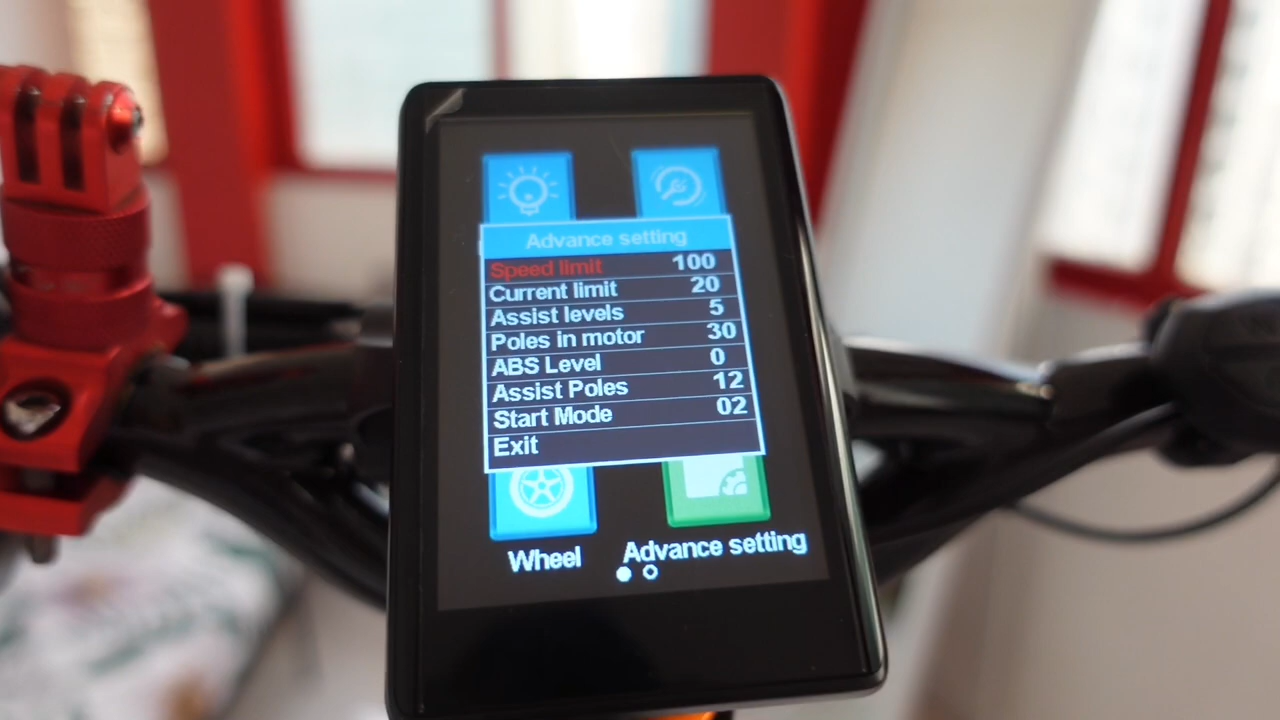 Advance setting
Speed limit 100
Current limit 20
Assist levels 5
Poles in motor 30
ABS Level 0
Assist Poles 12
Start Mode 02
Exit
Wheel Advance setting